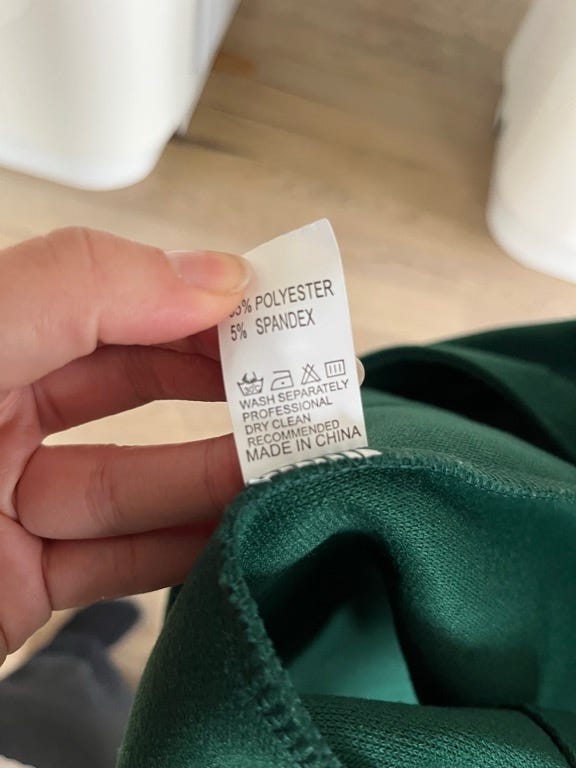 POLYESTER
5% SPANDEX
WASH SEPARATELY
PROFESSIONAL
DRY CLEAN
RECOMMENDED
MADE IN CHINA